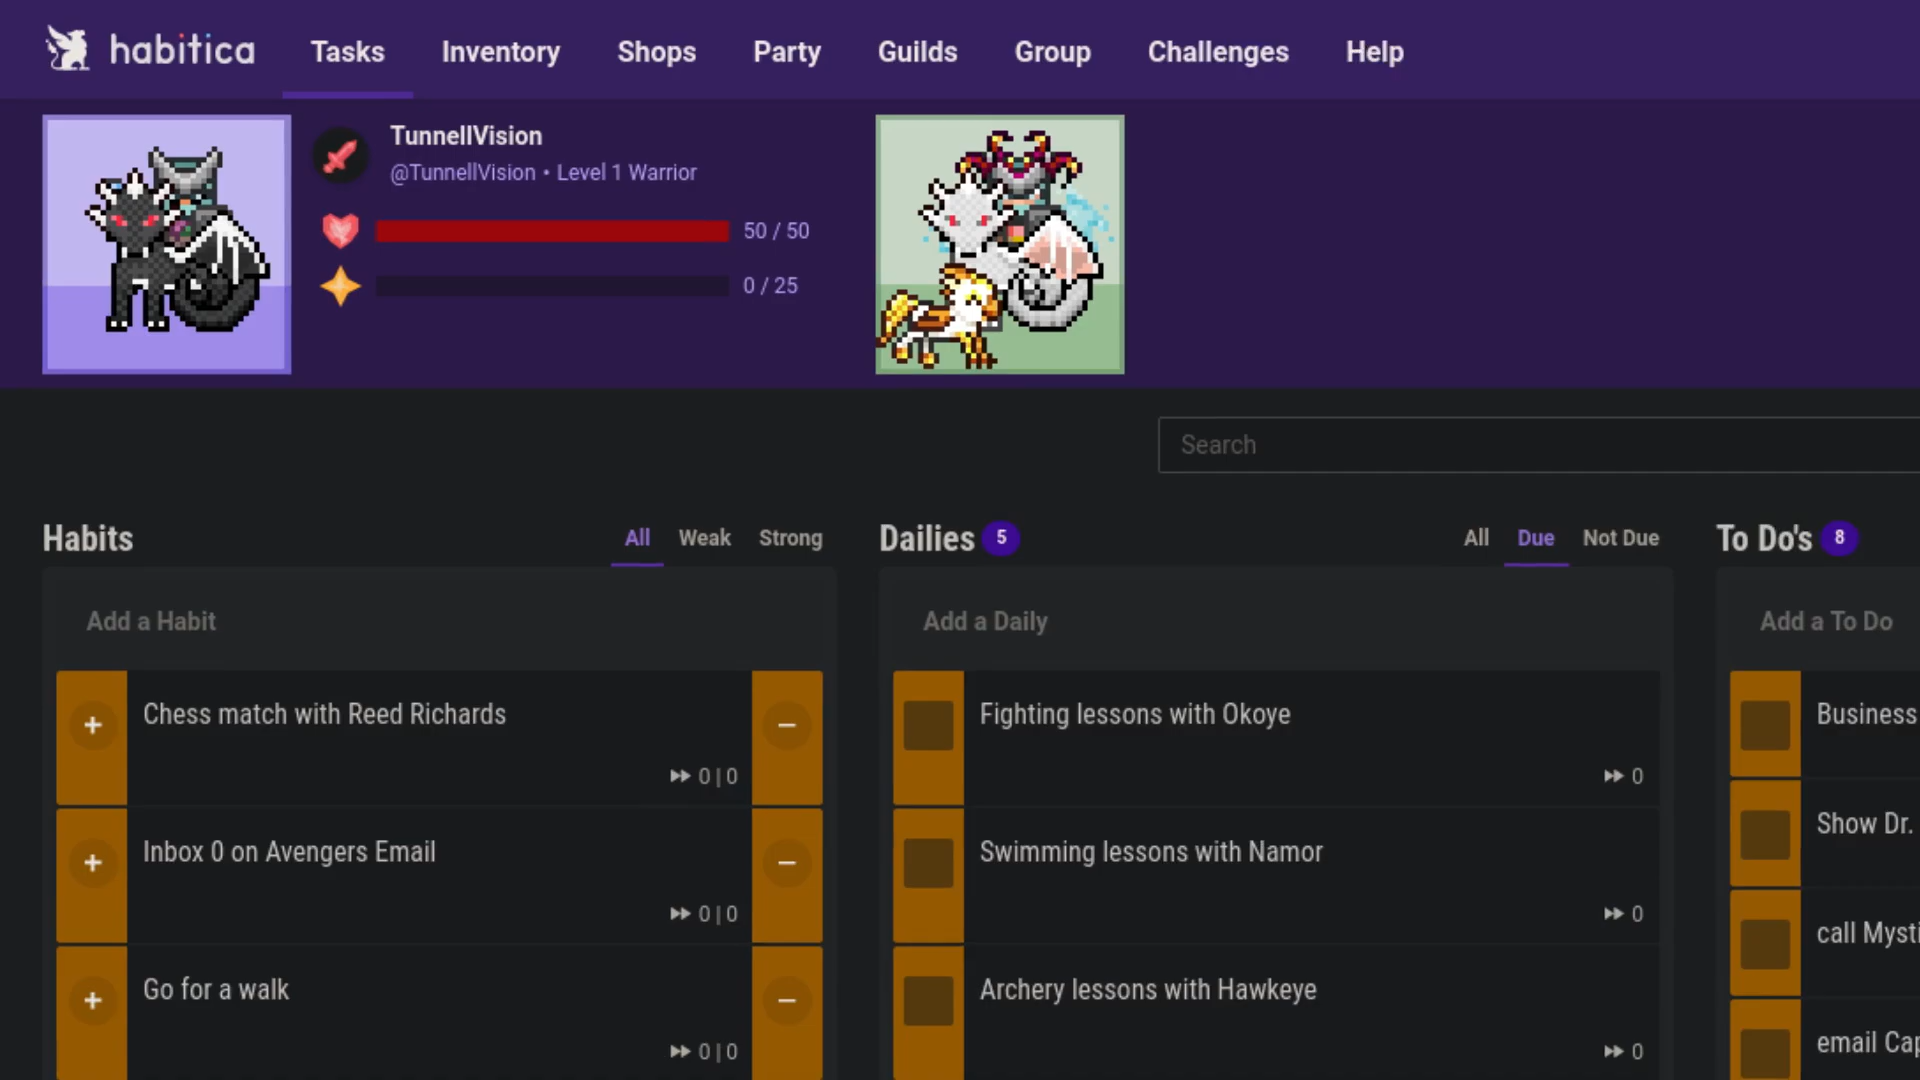 habitica Tasks Inventory Shops Party Guilds Group Challenges Help
TunnellVision
@TunnellVision • Level 1 Warrior
50 / 50
0 / 25
Search
Habits All Weak Strong
Add a Habit
Chess match with Reed Richards
0 | 0
Inbox 0 on Avengers Email
0 | 0
Go for a walk
0 | 0
Dailies 5 All Due Not Due
Add a Daily
Fighting lessons with Okoye
0
Swimming lessons with Namor
0
Archery lessons with Hawkeye
0
To Do's 8
Add a To Do
Business
Show Dr.
call Mysti
email Cap